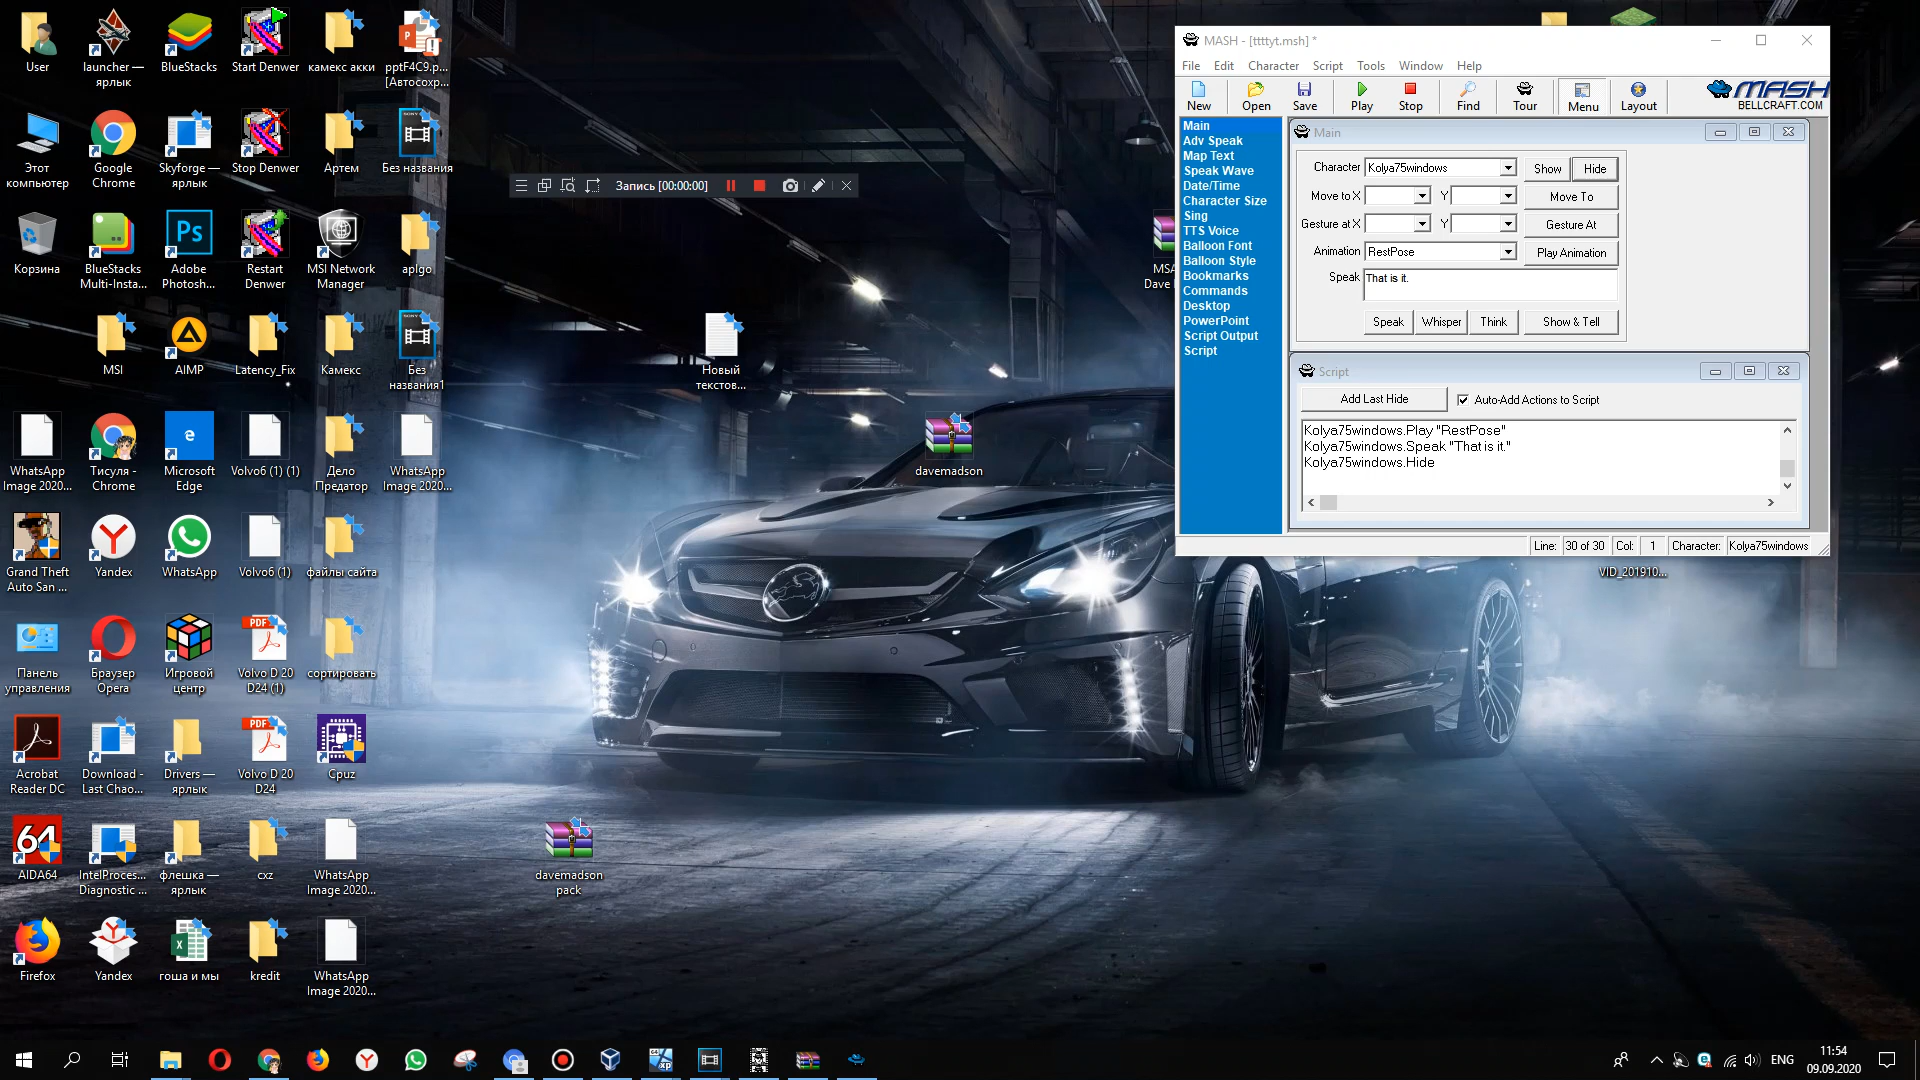 User
launcher —
ярлык
BlueStacks
Start Denwer
камекс акки
pptF4C9.p...
[Автосохр...
Этот
компьютер
Google
Chrome
Skyforge —
ярлык
Stop Denwer
Артем
Без названия
Корзина
BlueStacks
Multi-Insta...
Ps
Adobe
Photosh...
Restart
Denwer
MSI Network
Manager
aplgo
MSI
AIMP
Latency_Fix
Камекс
Без
названия1
WhatsApp
Image 2020...
Тисуля -
Chrome
Microsoft
Edge
Volvo6 (1) (1)
Дело
Предатор
WhatsApp
Image 2020...
Grand Theft
Auto San ...
Yandex
WhatsApp
Volvo6 (1)
файлы сайта
Панель
управления
Браузер
Opera
Игровой
центр
PDF
Volvo D 20
D24 (1)
сортировать
Acrobat
Reader DC
Download -
Last Chao...
Drivers —
ярлык
PDF
Volvo D 20
D24
Cpuz
64
AIDA64
IntelProces...
Diagnostic ...
флешка —
ярлык
cxz
WhatsApp
Image 2020...
Firefox
Yandex
гоша и мы
kredit
WhatsApp
Image 2020...
Запись [00:00:00]
Новый
текстов...
davemadson
davemadson
pack
MSA
Dave
VID_201910...
MASH - [ttttyt.msh] *
File Edit Character Script Tools Window Help
New Open Save Play Stop Find Tour Menu Layout
MASH
BELLCRAFT.COM
Main
Adv Speak
Map Text
Speak Wave
Date/Time
Character Size
Sing
TTS Voice
Balloon Font
Balloon Style
Bookmarks
Commands
Desktop
PowerPoint
Script Output
Script
Main
Character Kolya75windows Show Hide
Move to X Y Move To
Gesture at X Y Gesture At
Animation RestPose Play Animation
Speak That is it.
Speak Whisper Think Show & Tell
Script
Add Last Hide Auto-Add Actions to Script
Kolya75windows.Play "RestPose"
Kolya75windows.Speak "That is it."
Kolya75windows.Hide
Line: 30 of 30 Col: 1 Character: Kolya75windows
ENG
11:54
09.09.2020